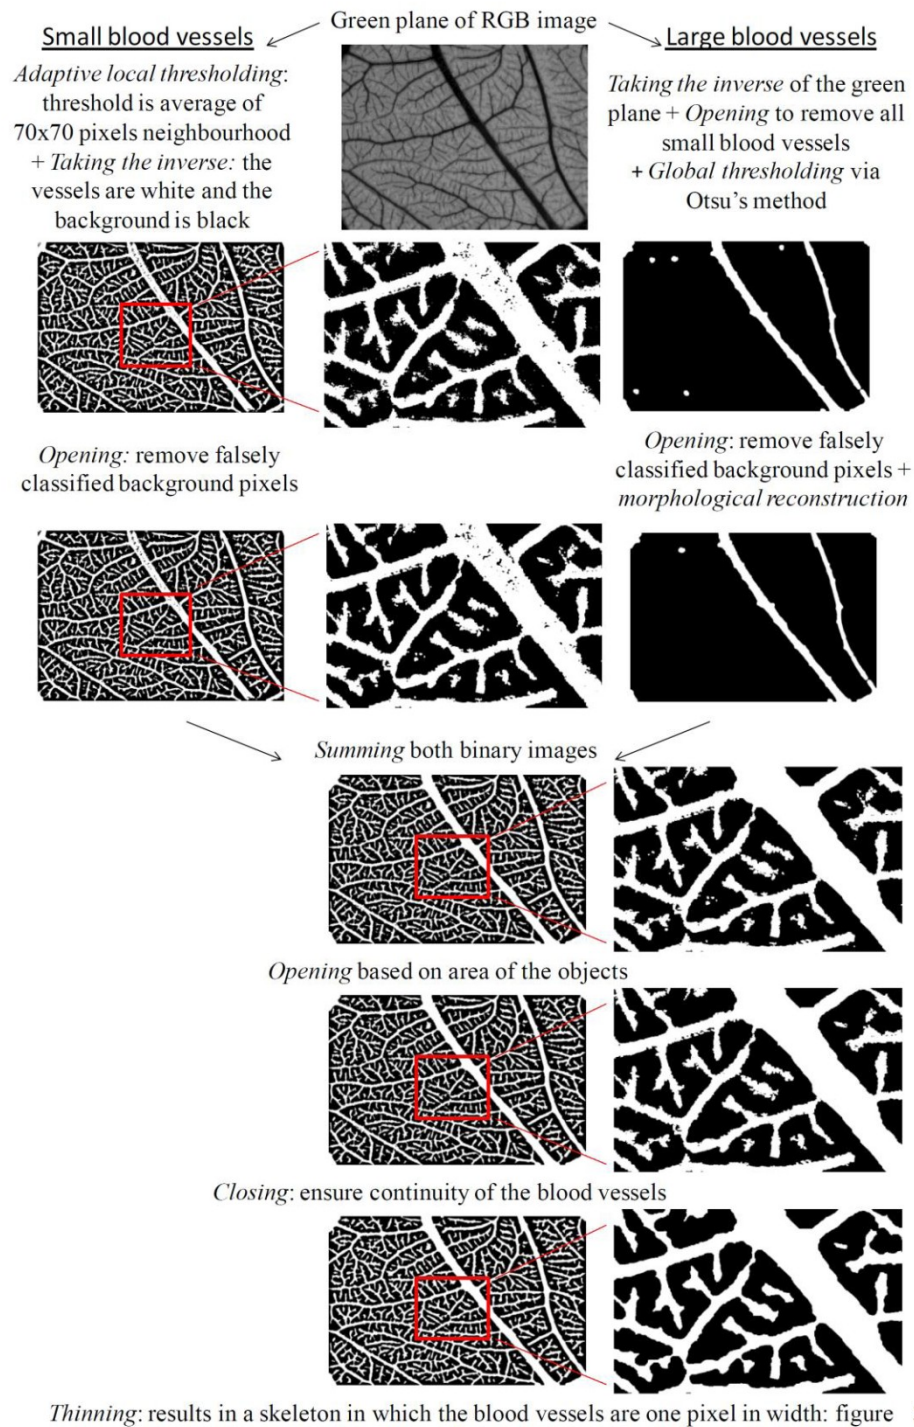 Green plane of RGB image
Small blood vessels
Adaptive local thresholding:
threshold is average of
70x70 pixels neighbourhood
+ Taking the inverse: the
vessels are white and the
background is black
Large blood vessels
Taking the inverse of the green
plane + Opening to remove all
small blood vessels
+ Global thresholding via
Otsu's method
Opening: remove falsely
classified background pixels
Opening: remove falsely
classified background pixels +
morphological reconstruction
Summing both binary images
Opening based on area of the objects
Closing: ensure continuity of the blood vessels
Thinning: results in a skeleton in which the blood vessels are one pixel in width: figure